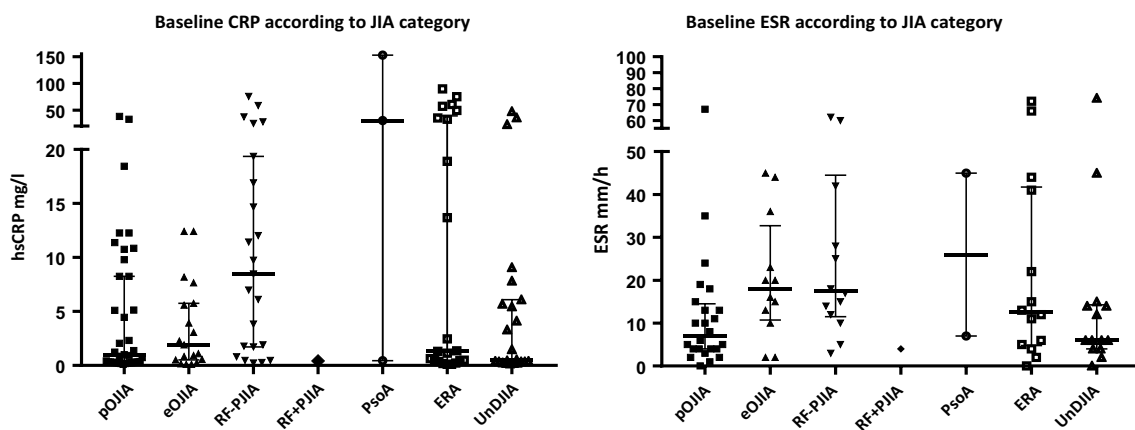 Baseline CRP according to JIA category
hsCRP mg/l
150
100
50
20
15
10
5
0
pOJIA
eOJIA
RF-PJIA
RF+PJIA
PsoA
ERA
UnDJIA
Baseline ESR according to JIA category
ESR mm/h
100
90
80
70
60
50
40
30
20
10
0
pOJIA
eOJIA
RF-PJIA
RF+PJIA
PsoA
ERA
UnDJIA